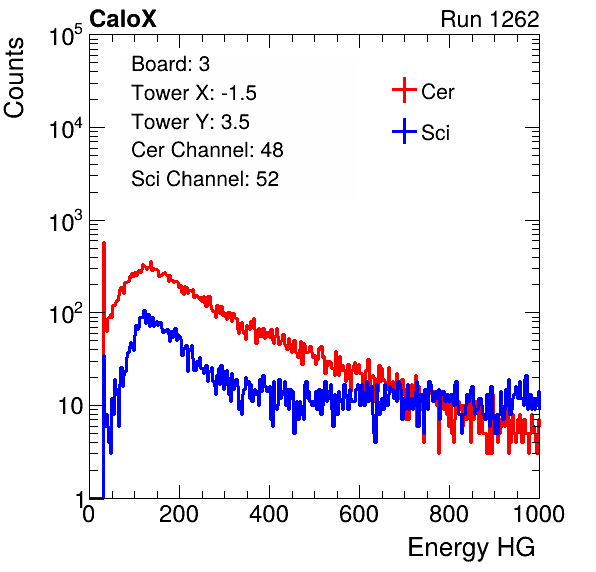 CaloX Run 1262
Counts
Board: 3
Tower X: -1.5
Tower Y: 3.5
Cer Channel: 48
Sci Channel: 52
Cer
Sci
10^5
10^4
10^3
10^2
10
1
0 200 400 600 800 1000
Energy HG